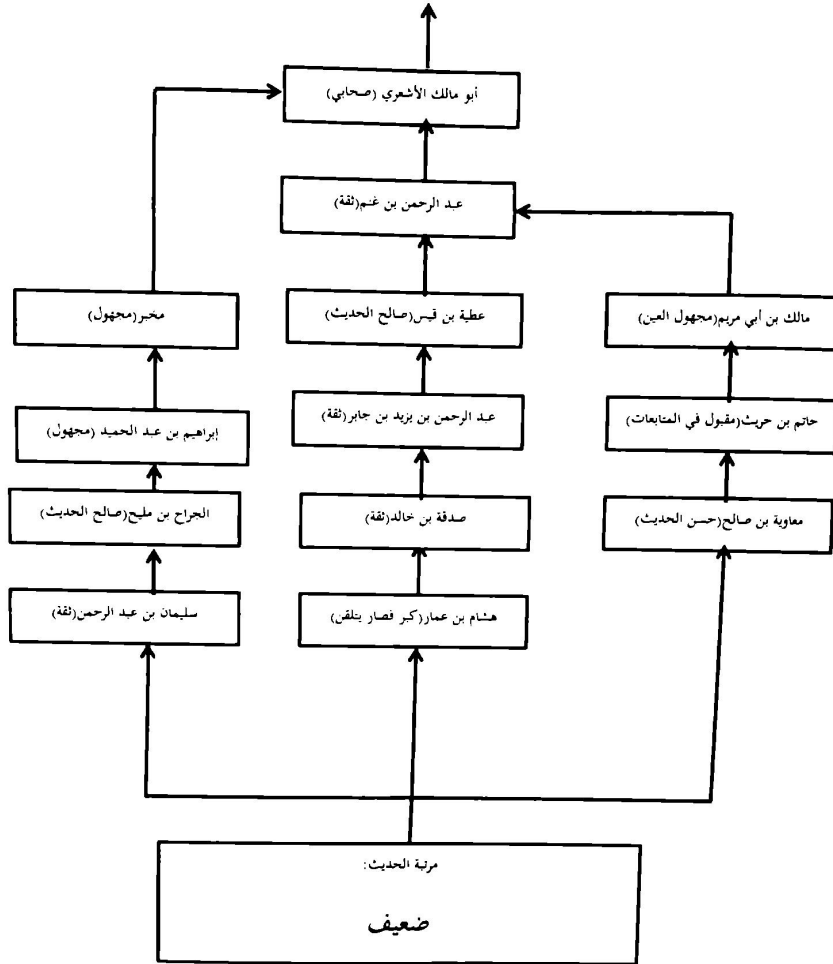 أبو مالك الأشعري (صحابي)
عبد الرحمن بن غنم(ثقة)
مالك بن أبي مريم(مجهول العين)
عطية بن قيس(صالح الحديث)
مخبر(مجهول)
حاتم بن حريث(مقبول في المتابعات)
عبد الرحمن بن يزيد بن جابر(ثقة)
إبراهيم بن عبد الحميد (مجهول)
معاوية بن صالح(حسن الحديث)
صدقة بن خالد(ثقة)
الجراح بن مليح(صالح الحديث)
هشام بن عمار(كبر فصار يتلقن)
سليمان بن عبد الرحمن(ثقة)
مرتبة الحديث:
ضعيف